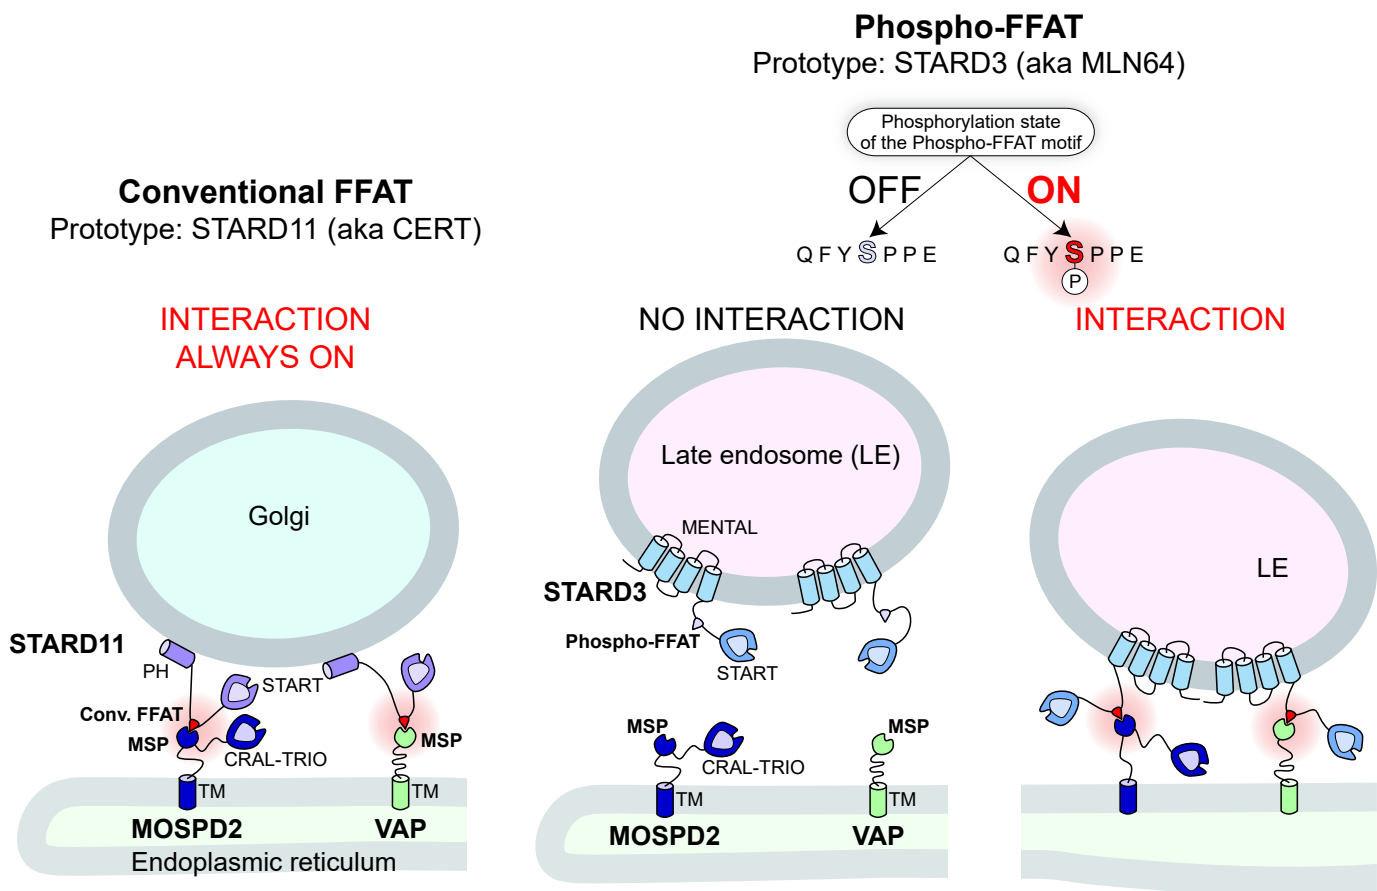 Phospho-FFAT
Prototype: STARD3 (aka MLN64)
Phosphorylation state
of the Phospho-FFAT motif
OFF
ON
Q F Y S P P E
Q F Y S P P E
P
Conventional FFAT
Prototype: STARD11 (aka CERT)
INTERACTION
ALWAYS ON
NO INTERACTION
INTERACTION
Golgi
STARD11
PH
START
Conv. FFAT
MSP
MSP
CRAL-TRIO
TM
TM
MOSPD2
VAP
Endoplasmic reticulum
Late endosome (LE)
MENTAL
STARD3
Phospho-FFAT
START
MSP
MSP
CRAL-TRIO
TM
TM
MOSPD2
VAP
LE